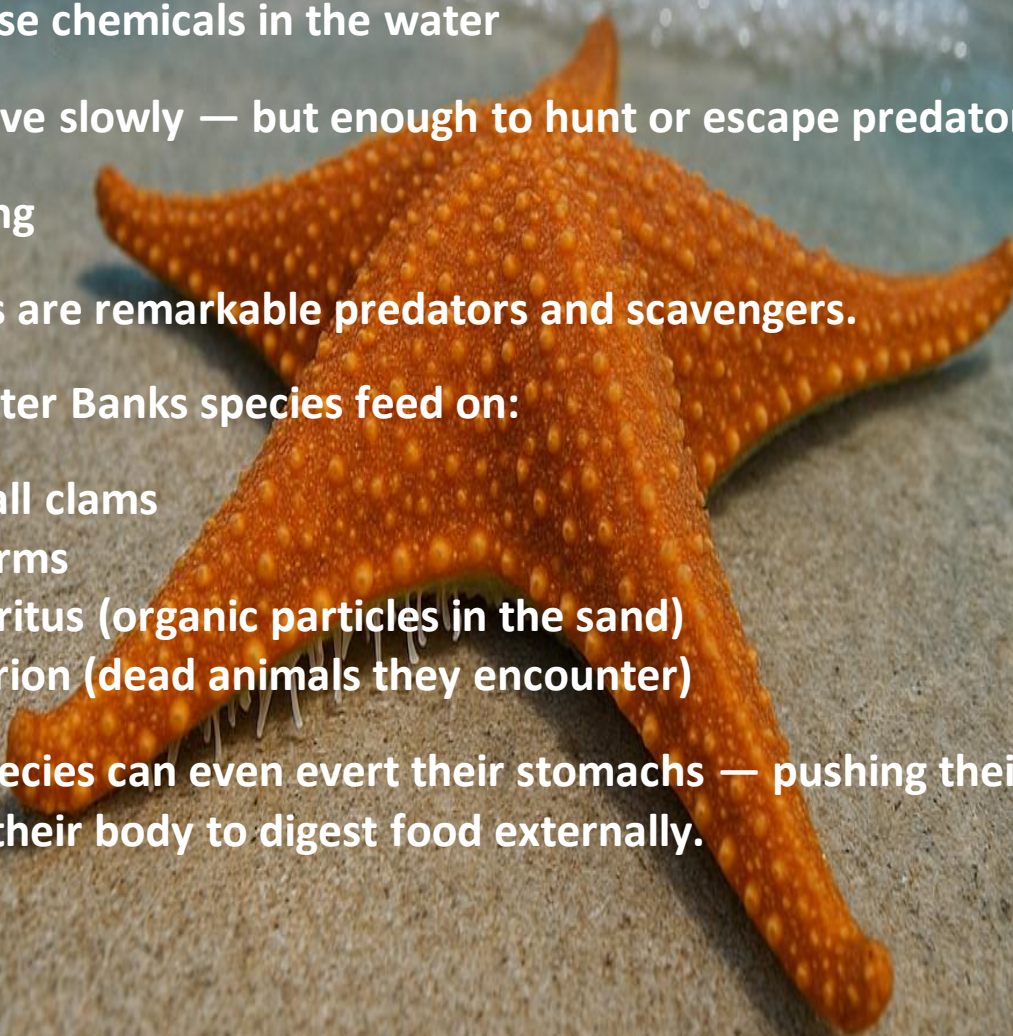 se chemicals in the water
ve slowly — but enough to hunt or escape predator
ng
s are remarkable predators and scavengers.
ter Banks species feed on:
all clams
rms
ritus (organic particles in the sand)
rion (dead animals they encounter)
ecies can even evert their stomachs — pushing thei
their body to digest food externally.